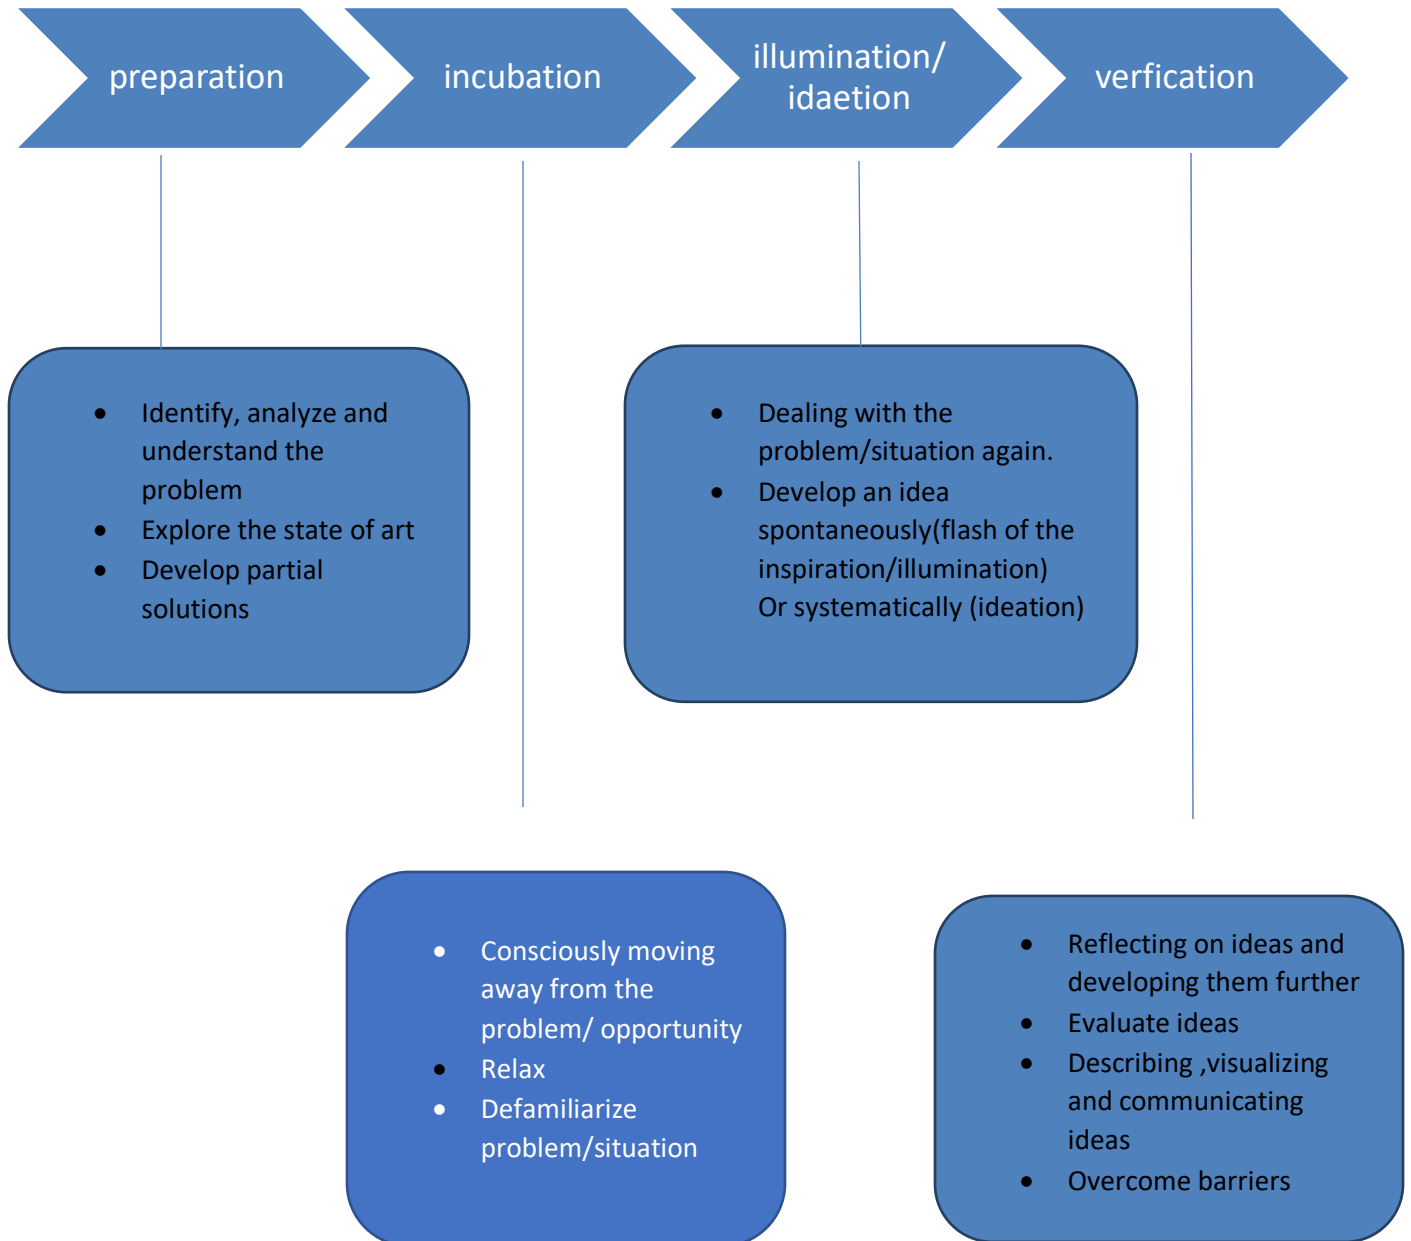 preparation
incubation
illumination/
idaetion
verfication
• Identify, analyze and
understand the
problem
• Explore the state of art
• Develop partial
solutions
• Dealing with the
problem/situation again.
• Develop an idea
spontaneously(flash of the
inspiration/illumination)
Or systematically (ideation)
• Consciously moving
away from the
problem/ opportunity
• Relax
• Defamiliarize
problem/situation
• Reflecting on ideas and
developing them further
• Evaluate ideas
• Describing ,visualizing
and communicating
ideas
• Overcome barriers